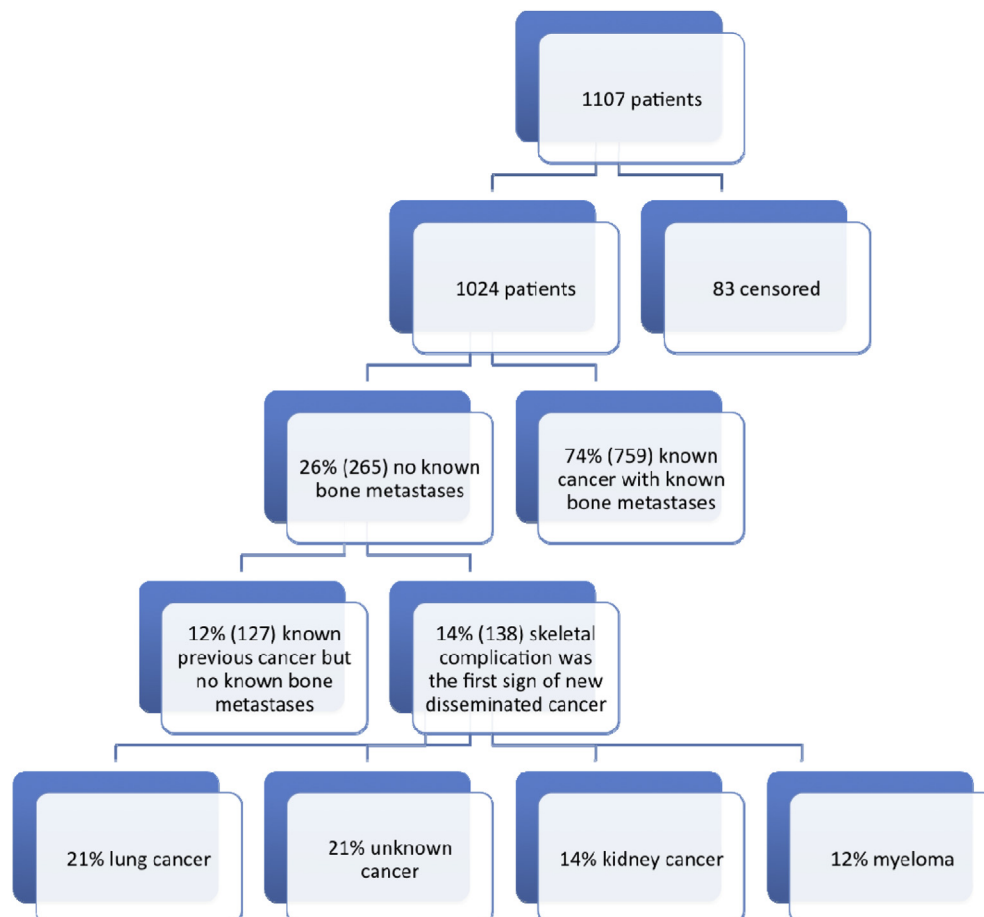 1107 patients
1024 patients
83 censored
26% (265) no known
bone metastases
74% (759) known
cancer with known
bone metastases
12% (127) known
previous cancer but
no known bone
metastases
14% (138) skeletal
complication was
the first sign of new
disseminated cancer
21% lung cancer
21% unknown
cancer
14% kidney cancer
12% myeloma